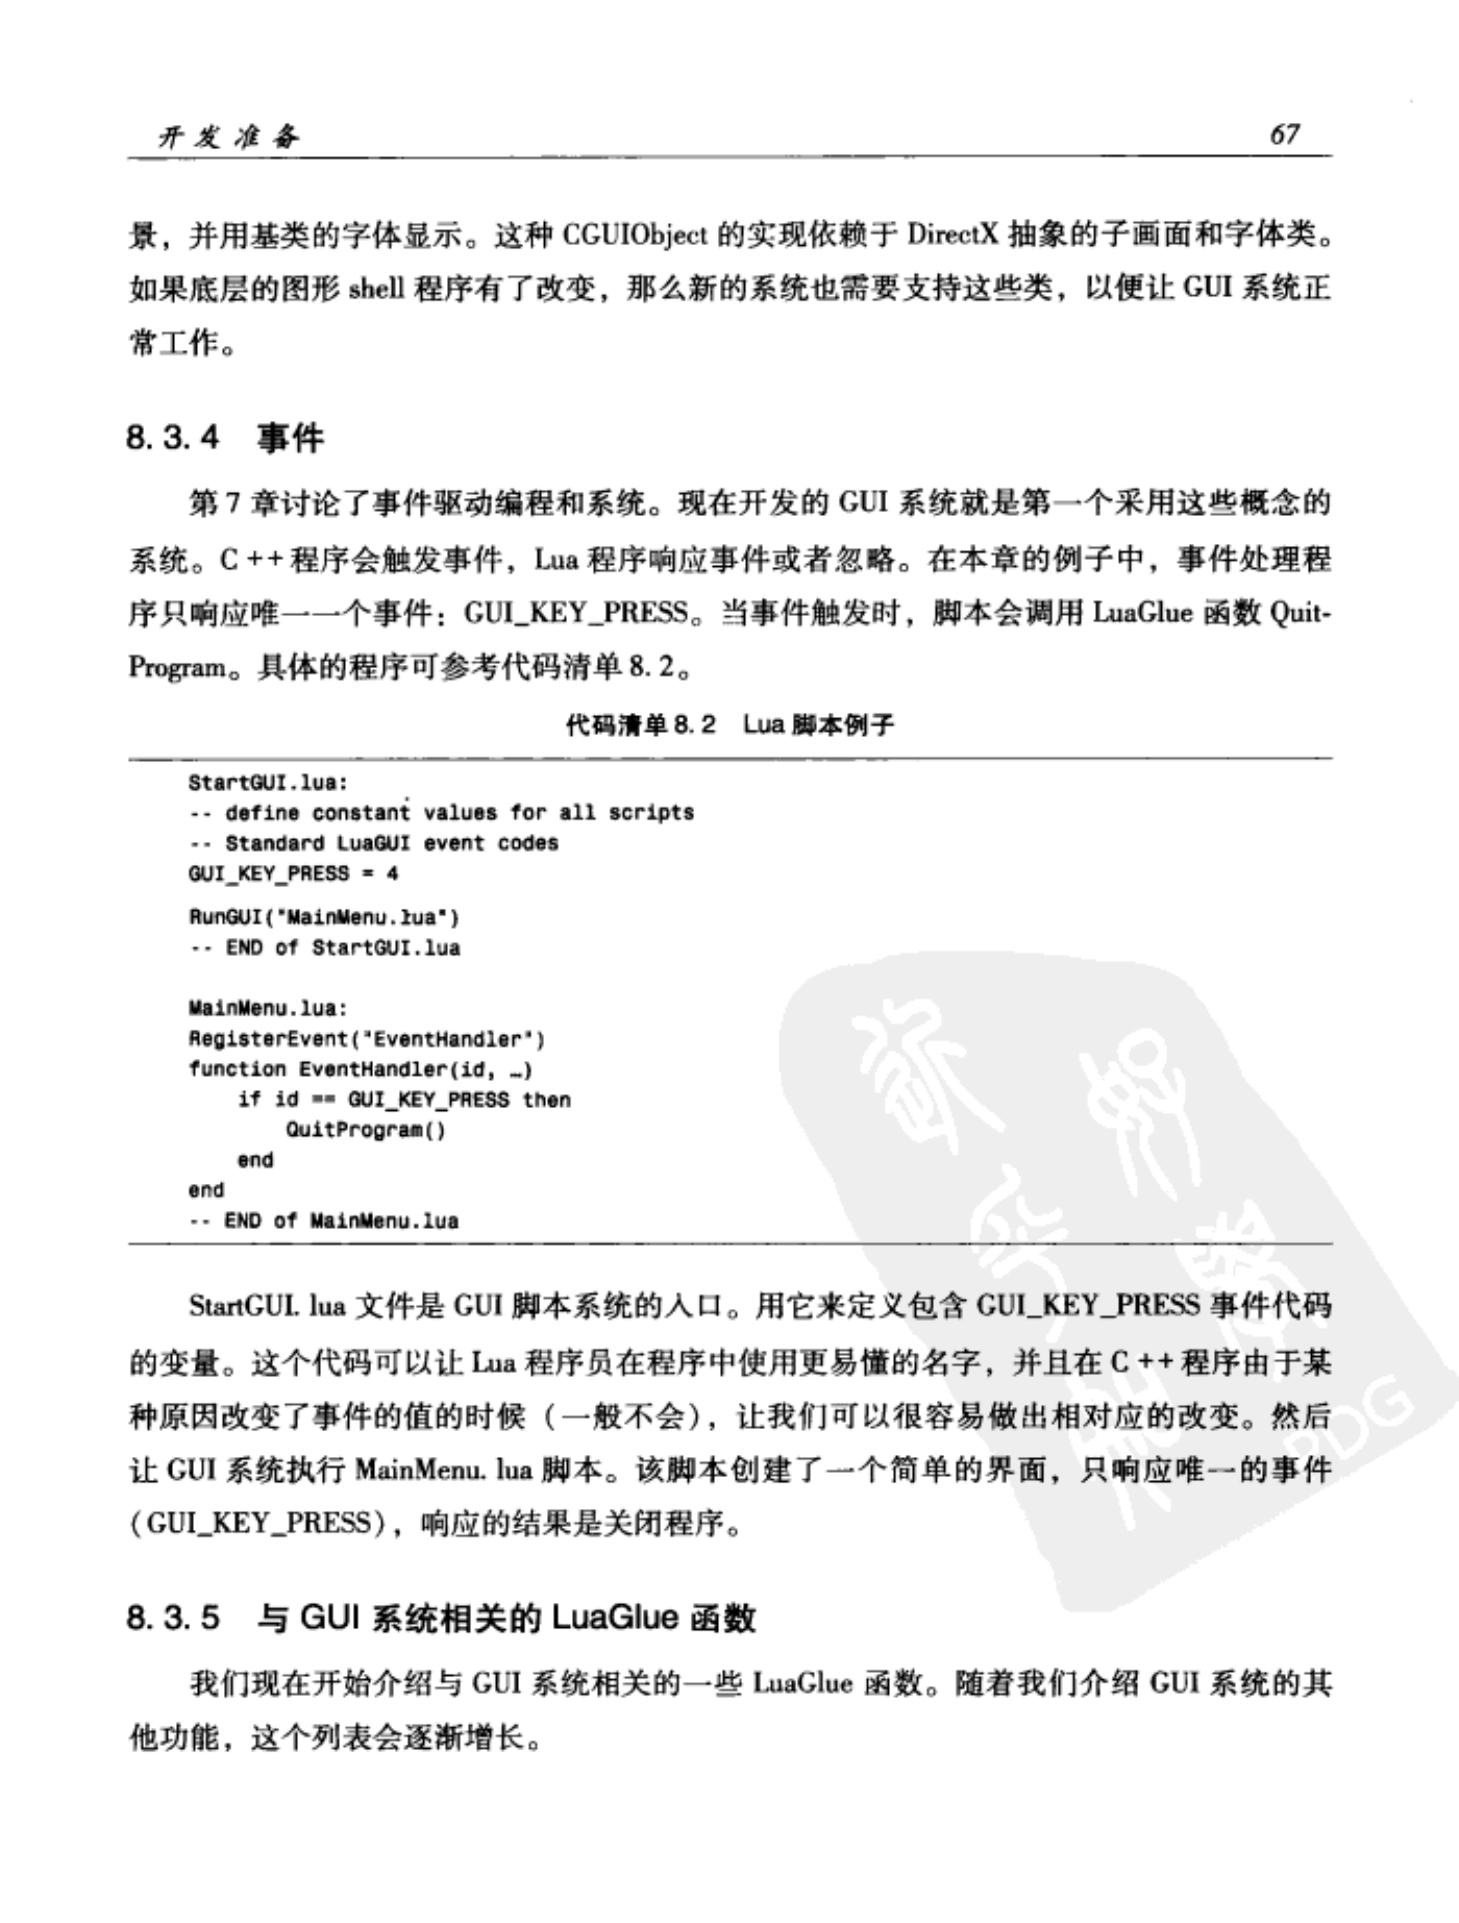 开发准备
67
景，并用基类的字体显示。这种 CGUIObject 的实现依赖于 DirectX 抽象的子画面和字体类。
如果底层的图形 shell 程序有了改变，那么新的系统也需要支持这些类，以便让 GUI 系统正
常工作。
8.3.4 事件
第 7 章讨论了事件驱动编程和系统。现在开发的 GUI 系统就是第一个采用这些概念的
系统。C ++ 程序会触发事件，Lua 程序响应事件或者忽略。在本章的例子中，事件处理程
序只响应唯一一个事件：GUI_KEY_PRESS。当事件触发时，脚本会调用 LuaGlue 函数 Quit-
Program。具体的程序可参考代码清单 8.2。
代码清单 8.2 Lua 脚本例子
StartGUI.lua:
-- define constant values for all scripts
-- Standard LuaGUI event codes
GUI_KEY_PRESS = 4
RunGUI("MainMenu.lua")
-- END of StartGUI.lua
MainMenu.lua:
RegisterEvent("EventHandler")
function EventHandler(id, …)
if id == GUI_KEY_PRESS then
QuitProgram()
end
end
-- END of MainMenu.lua
StartGUI.lua 文件是 GUI 脚本系统的入口。用它来定义包含 GUI_KEY_PRESS 事件代码
的变量。这个代码可以让 Lua 程序员在程序中使用更易懂的名字，并且在 C ++ 程序由于某
种原因改变了事件的值的时候（一般不会），让我们可以很容易做出相对应的改变。然后
让 GUI 系统执行 MainMenu.lua 脚本。该脚本创建了一个简单的界面，只响应唯一的事件
（GUI_KEY_PRESS），响应的结果是关闭程序。
8.3.5 与 GUI 系统相关的 LuaGlue 函数
我们现在开始介绍与 GUI 系统相关的一些 LuaGlue 函数。随着我们介绍 GUI 系统的其
他功能，这个列表会逐渐增长。
PDG